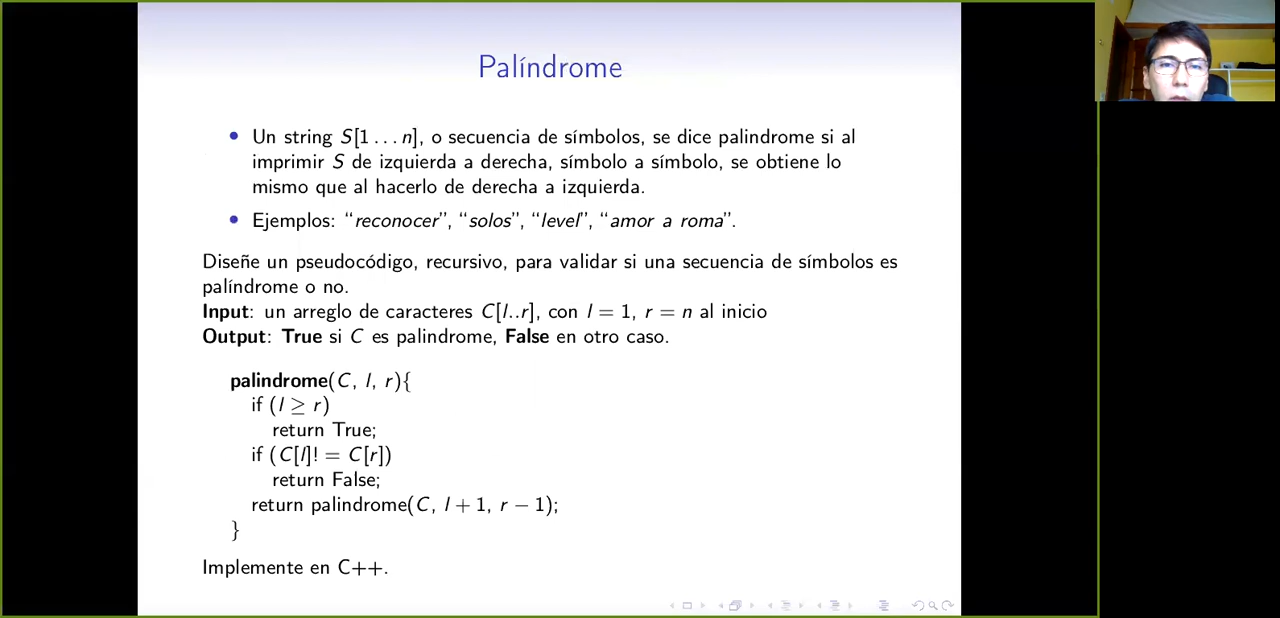 Palíndrome
• Un string S[1 . . . n], o secuencia de símbolos, se dice palindrome si al
imprimir S de izquierda a derecha, símbolo a símbolo, se obtiene lo
mismo que al hacerlo de derecha a izquierda.
• Ejemplos: “reconocer”, “solos”, “level”, “amor a roma”.
Diseñe un pseudocódigo, recursivo, para validar si una secuencia de símbolos es
palíndrome o no.
Input: un arreglo de caracteres C[l..r], con l = 1, r = n al inicio
Output: True si C es palindrome, False en otro caso.
palindrome(C, l, r){
if (l ≥ r)
return True;
if (C[l]! = C[r])
return False;
return palindrome(C, l + 1, r − 1);
}
Implemente en C++.